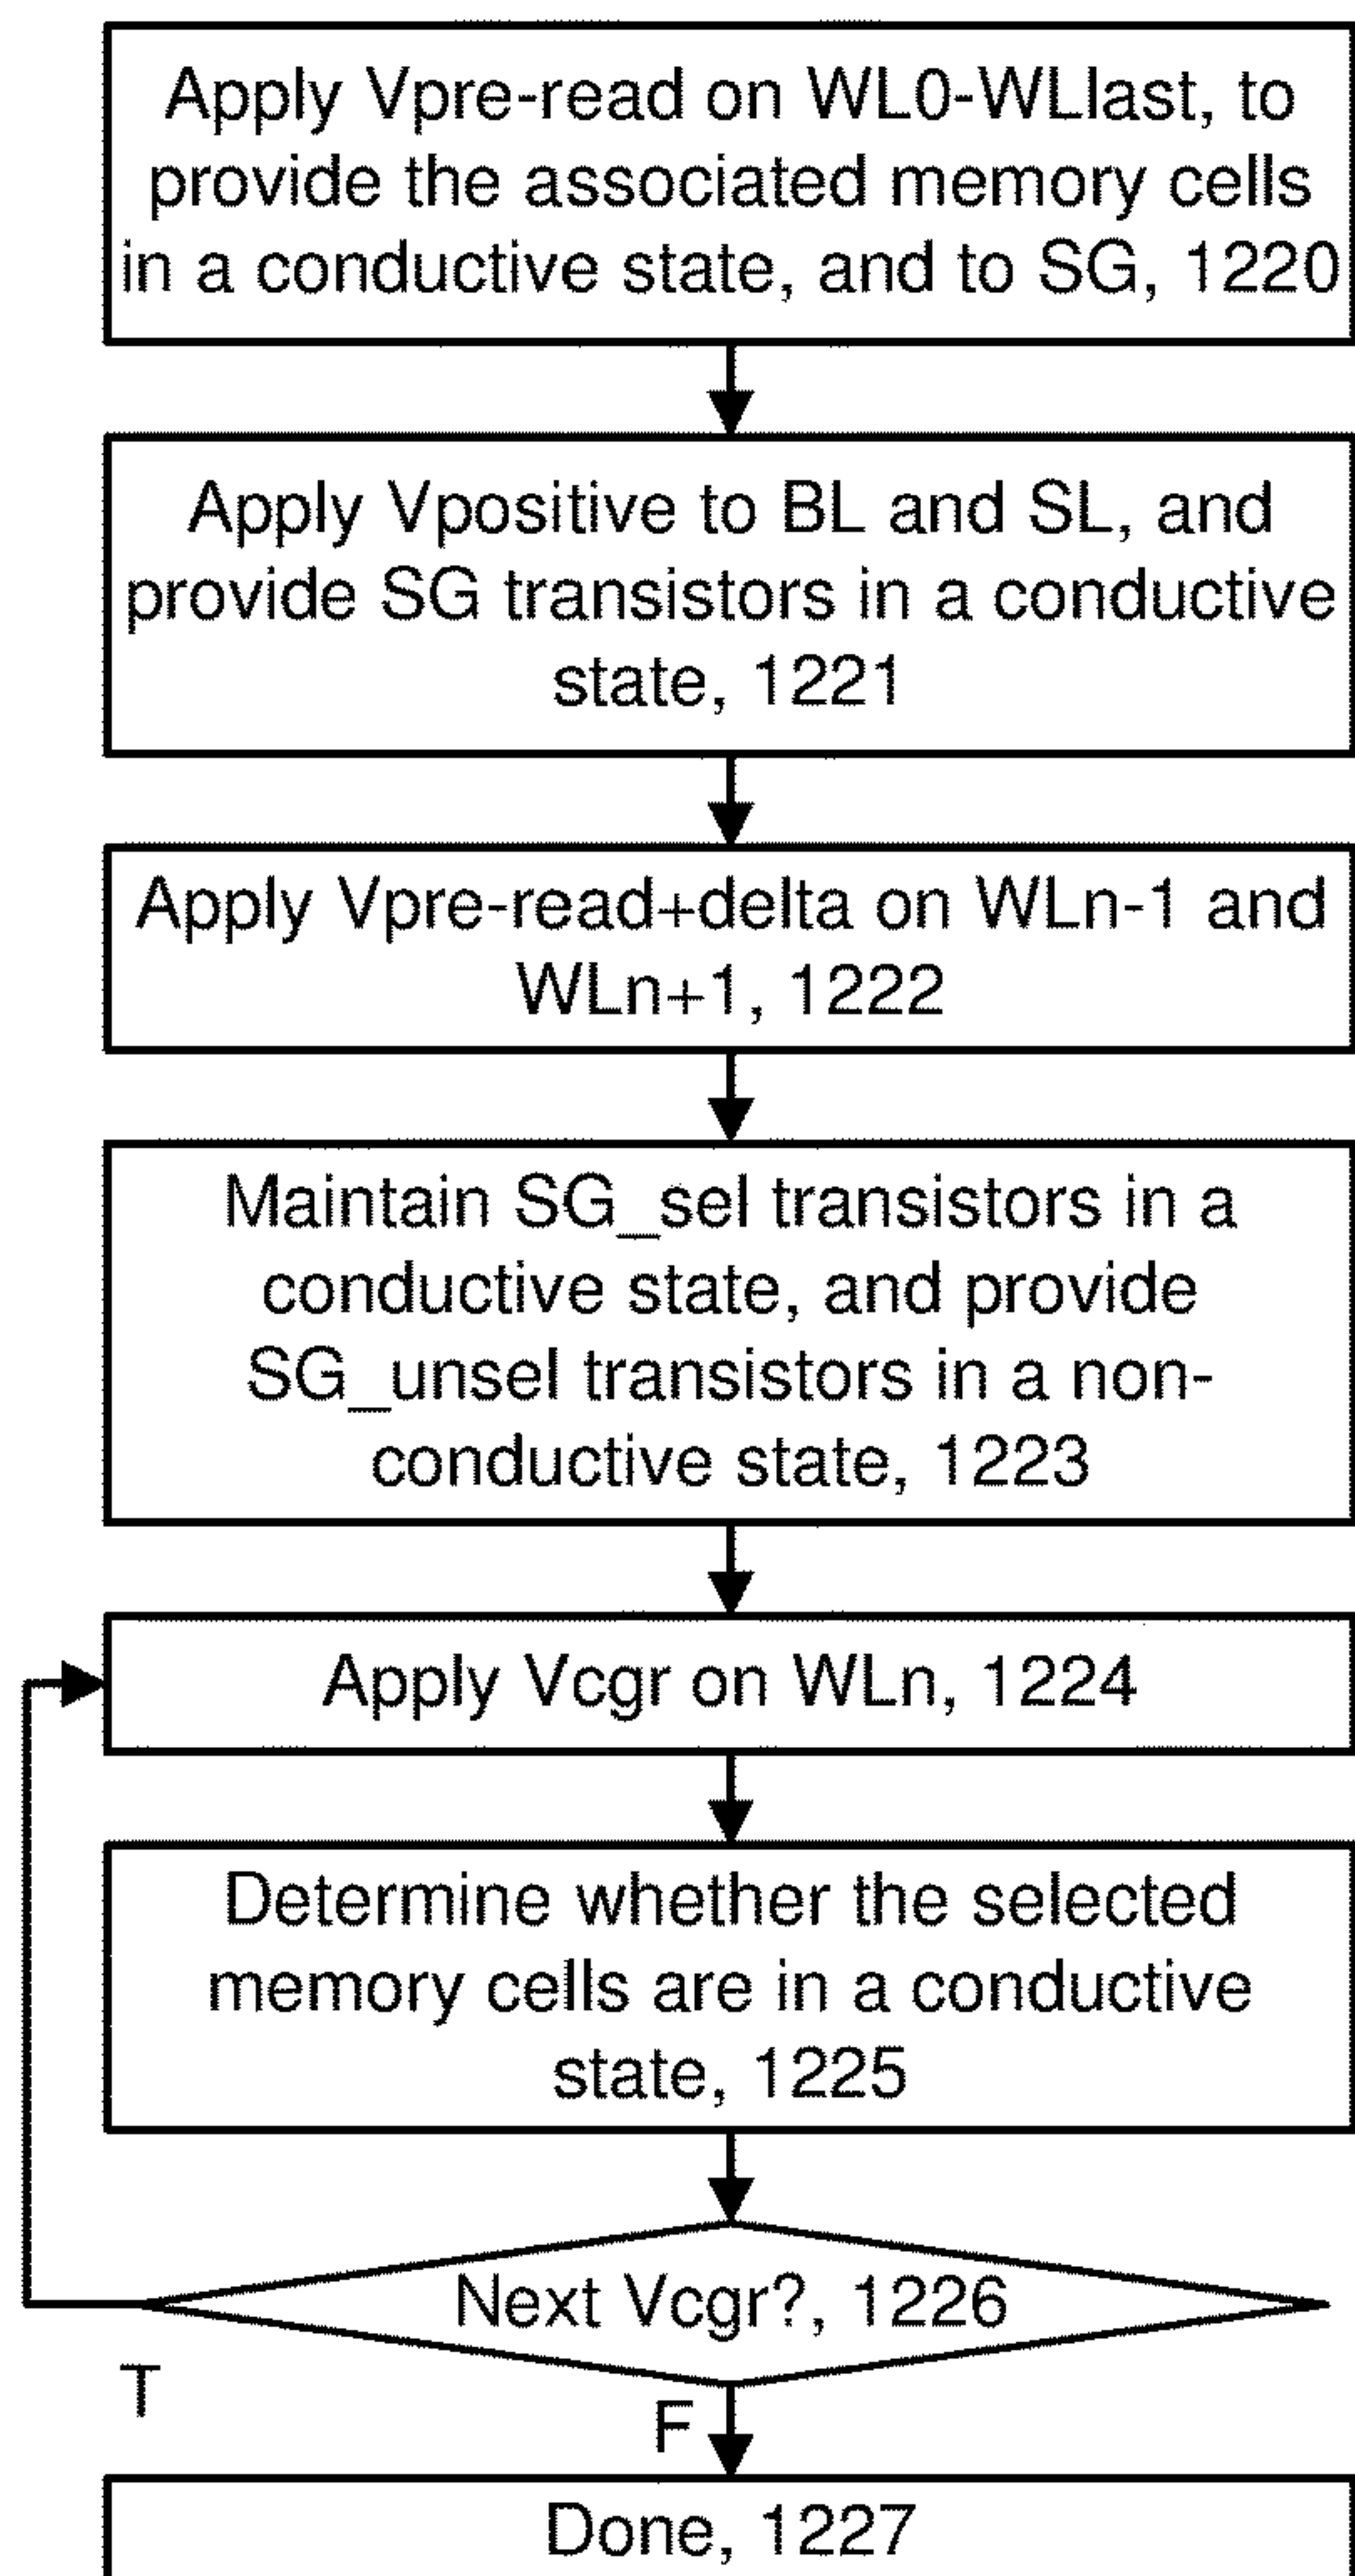 Apply Vpre-read on WL0-WLlast, to
provide the associated memory cells
in a conductive state, and to SG, 1220
Apply Vpositive to BL and SL, and
provide SG transistors in a conductive
state, 1221
Apply Vpre-read+delta on WLn-1 and
WLn+1, 1222
Maintain SG_sel transistors in a
conductive state, and provide
SG_unsel transistors in a non-
conductive state, 1223
Apply Vcgr on WLn, 1224
Determine whether the selected
memory cells are in a conductive
state, 1225
Next Vcgr?, 1226
T
F
Done, 1227